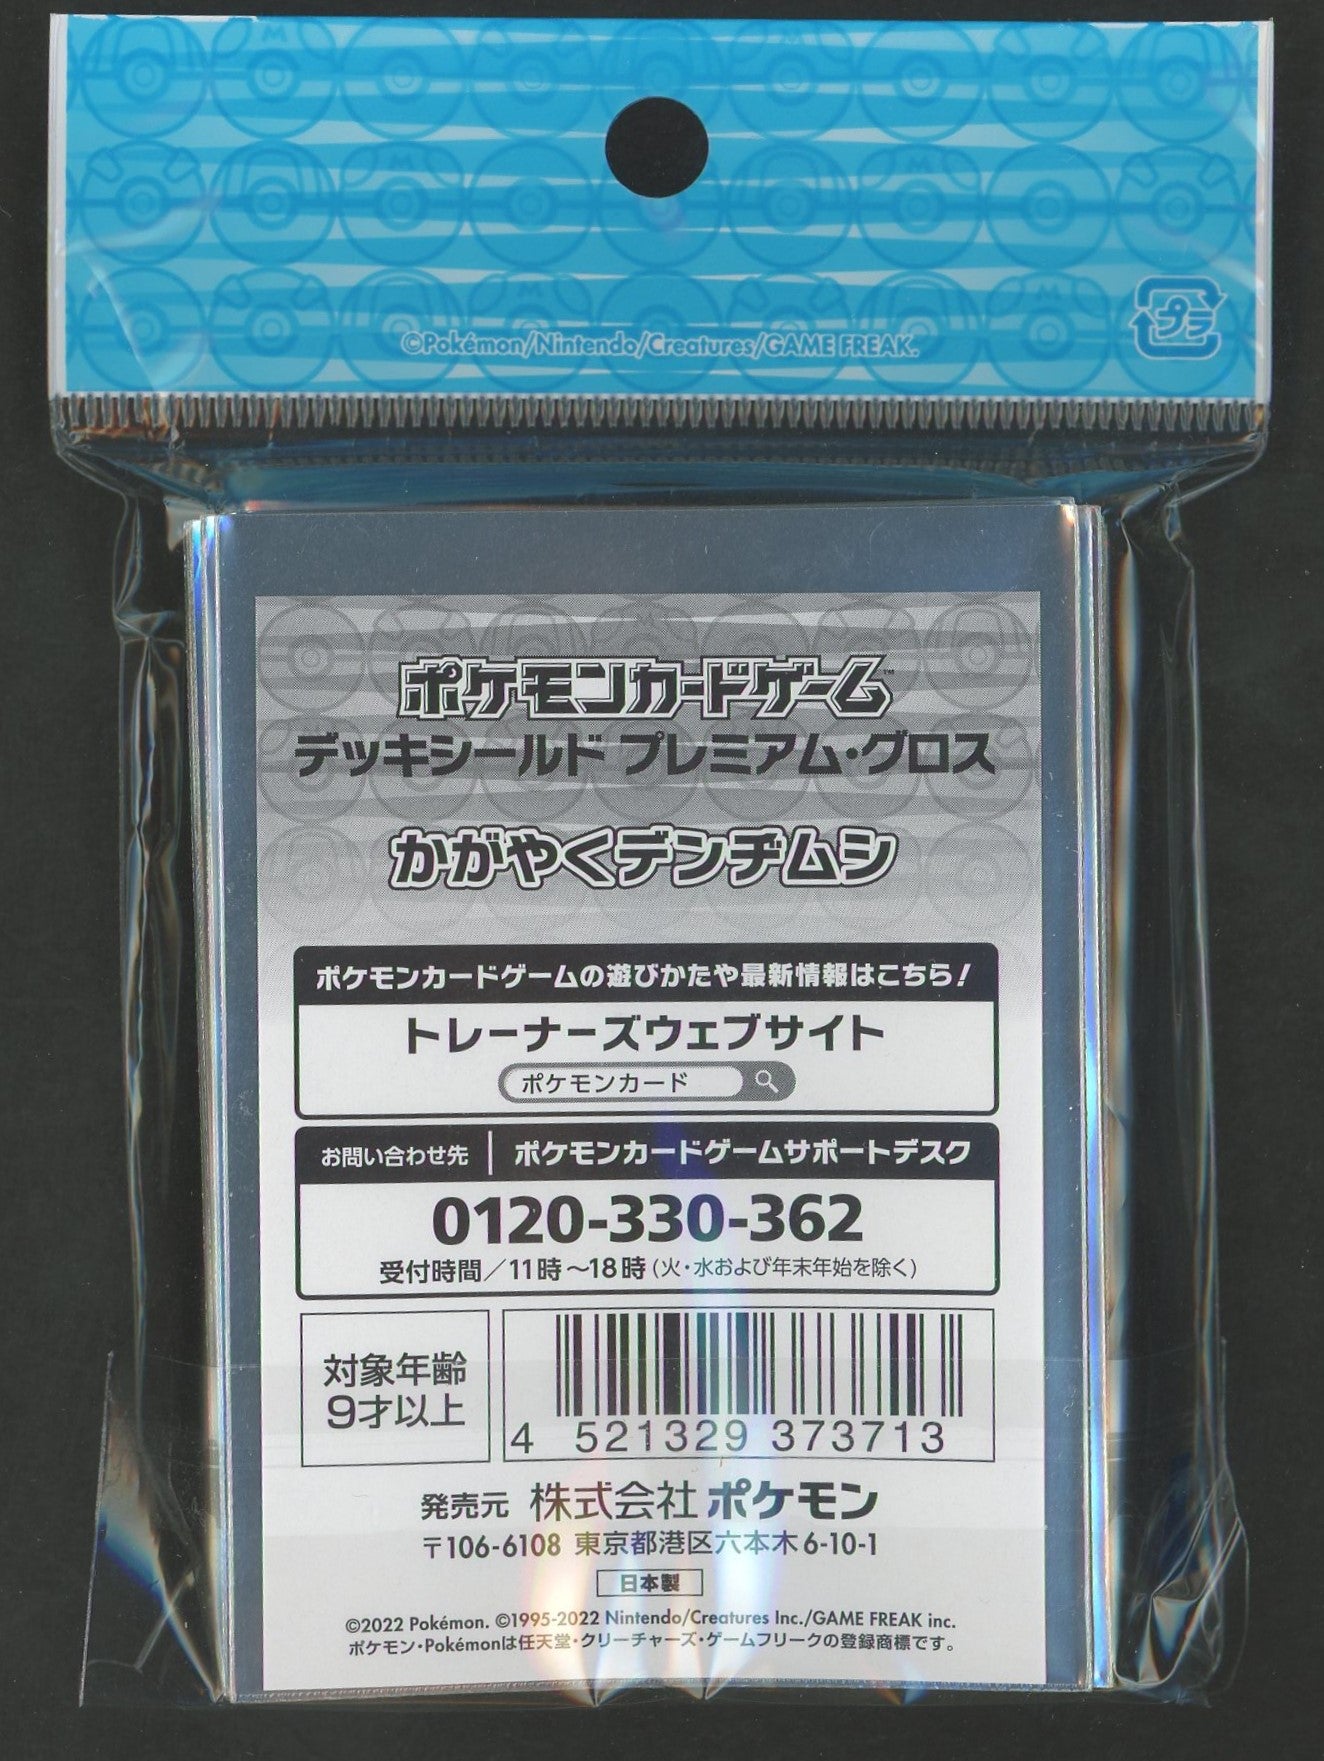 ©Pokémon/Nintendo/Creatures/GAME FREAK.
プラ
ポケモンカードゲーム™
デッキシールド プレミアム・グロス
かがやくデンヂムシ
ポケモンカードゲームの遊びかたや最新情報はこちら!
トレーナーズウェブサイト
ポケモンカード
お問い合わせ先 ポケモンカードゲームサポートデスク
0120-330-362
受付時間/11時～18時(火・水および年末年始を除く)
対象年齢
9才以上
4 521329 373713
発売元 株式会社ポケモン
〒106-6108 東京都港区六本木6-10-1
日本製
©2022 Pokémon. ©1995-2022 Nintendo/Creatures Inc./GAME FREAK inc.
ポケモン・Pokémonは任天堂・クリーチャーズ・ゲームフリークの登録商標です。